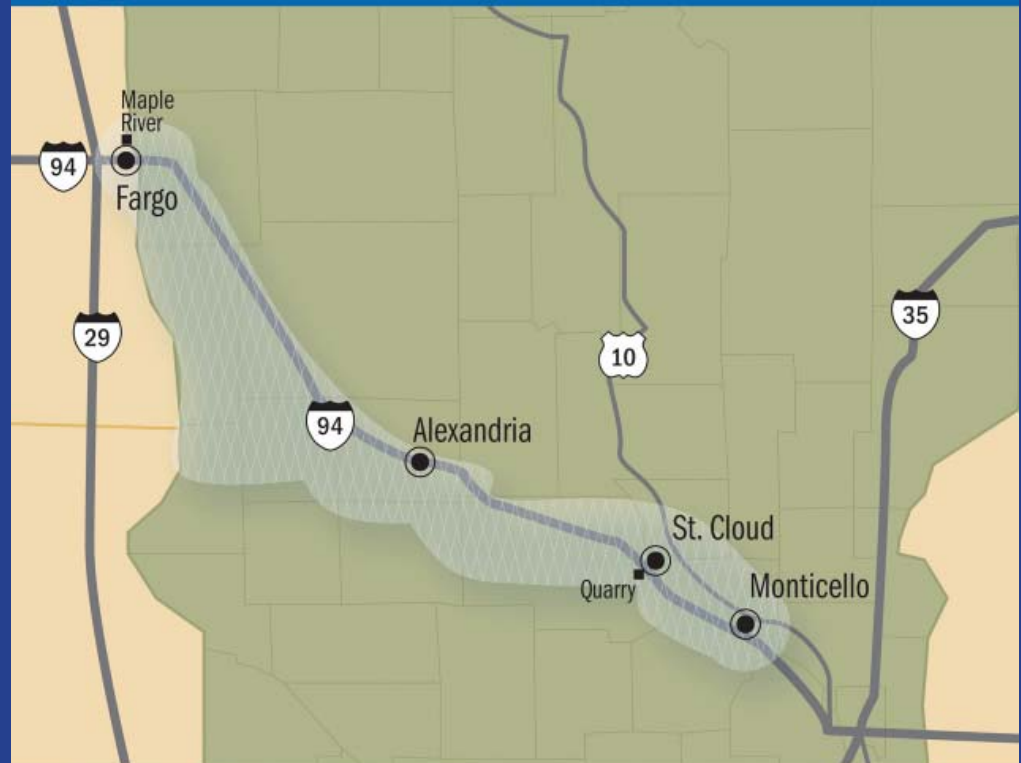 Maple
River
94
Fargo
29
10
35
94
Alexandria
St. Cloud
Quarry
Monticello